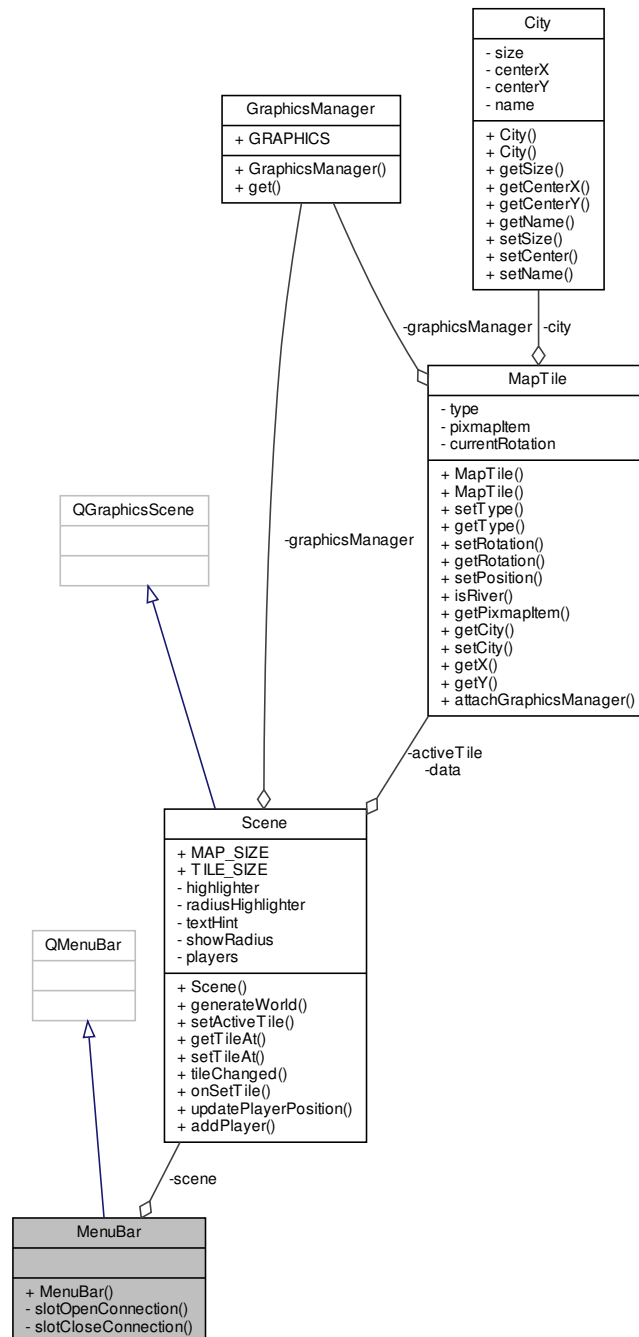 City
- size
- centerX
- centerY
- name
+ City()
+ City()
+ getSize()
+ getCenterX()
+ getCenterY()
+ getName()
+ setSize()
+ setCenter()
+ setName()
GraphicsManager
+ GRAPHICS
+ GraphicsManager()
+ get()
-graphicsManager
-city
MapTile
- type
- pixmapItem
- currentRotation
+ MapTile()
+ MapTile()
+ setType()
+ getType()
+ setRotation()
+ getRotation()
+ setPosition()
+ isRiver()
+ getPixmapItem()
+ getCity()
+ setCity()
+ getX()
+ getY()
+ attachGraphicsManager()
QGraphicsScene
-graphicsManager
-activeTile
-data
Scene
+ MAP_SIZE
+ TILE_SIZE
- highlighter
- radiusHighlighter
- textHint
- showRadius
- players
+ Scene()
+ generateWorld()
+ setActiveTile()
+ getTileAt()
+ setTileAt()
+ tileChanged()
+ onSetTile()
+ updatePlayerPosition()
+ addPlayer()
QMenuBar
-scene
MenuBar
+ MenuBar()
- slotOpenConnection()
- slotCloseConnection()